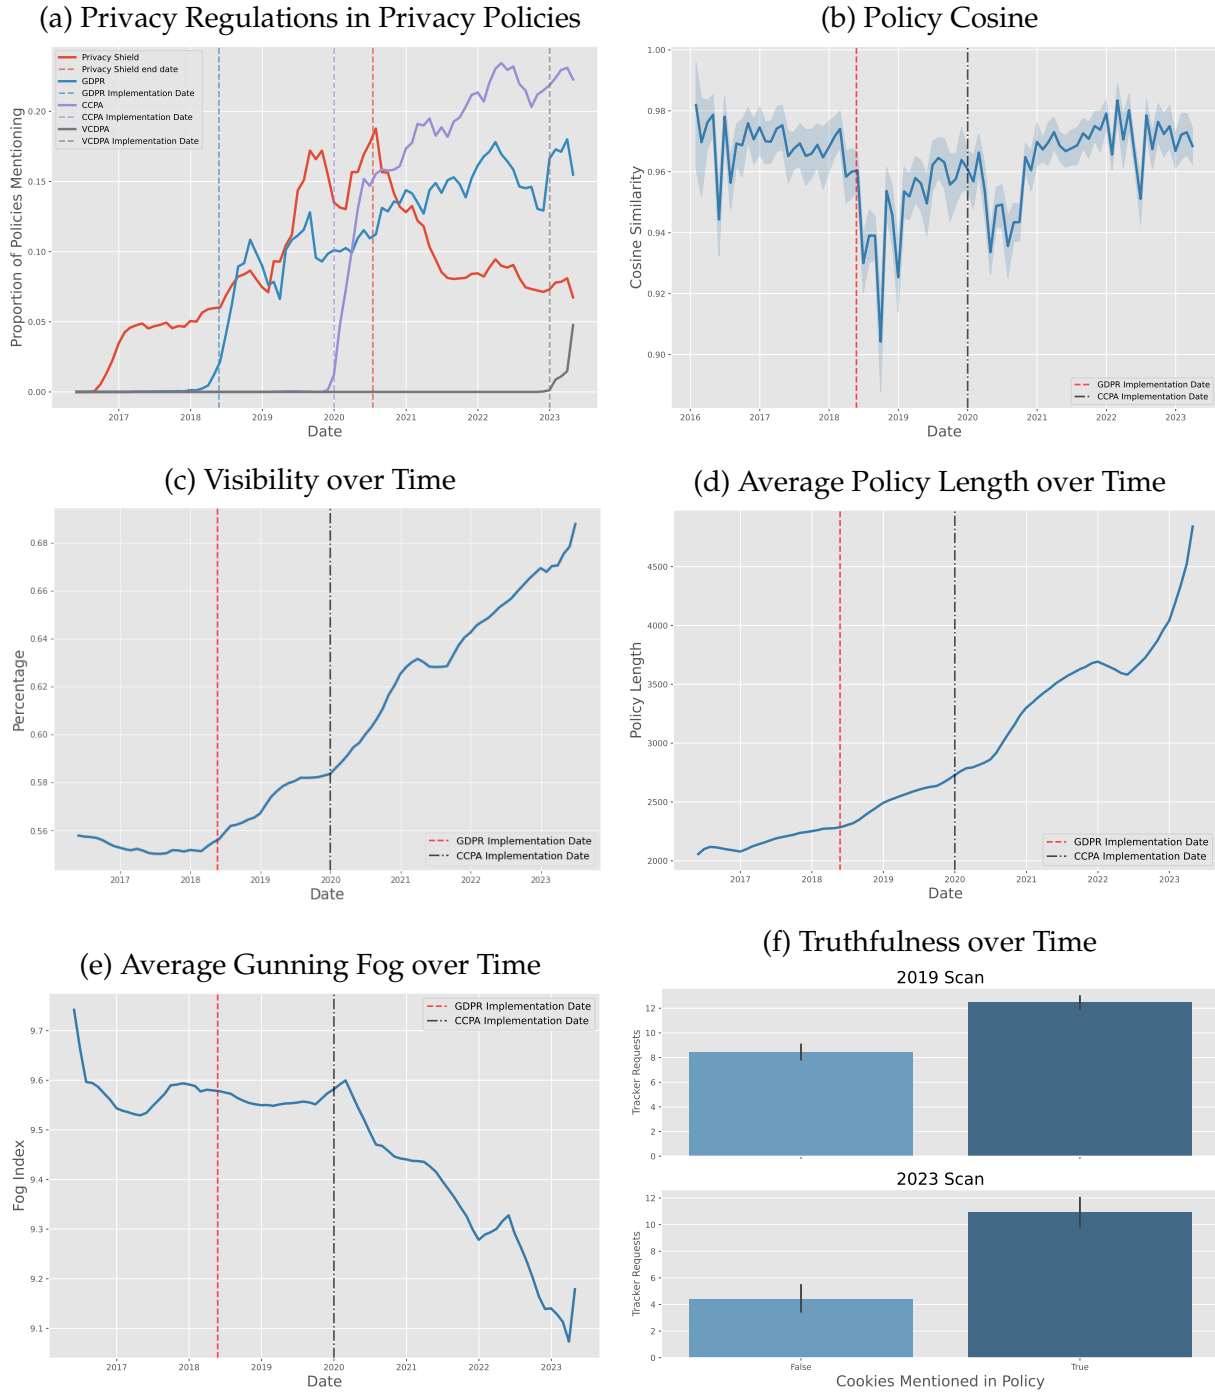 (a) Privacy Regulations in Privacy Policies
Privacy Shield
Privacy Shield end date
GDPR
GDPR Implementation Date
CCPA
CCPA Implementation Date
VCDPA
VCDPA Implementation Date
Proportion of Policies Mentioning
0.20
0.15
0.10
0.05
0.00
2017
2018
2019
2020
2022
2022
2023
Date
(b) Policy Cosine
Cosine Similarity
1.00
0.98
0.96
0.94
0.92
0.90
GDPR Implementation Date
CCPA Implementation Date
2016
2017
2018
2019
2020
2021
2022
2023
Date
(c) Visibility over Time
Percentage
0.68
0.66
0.64
0.62
0.60
0.58
0.56
GDPR Implementation Date
CCPA Implementation Date
2017
2018
2019
2020
2021
2022
2023
Date
(d) Average Policy Length over Time
Policy Length
4500
4000
3500
3000
2500
2000
GDPR Implementation Date
CCPA Implementation Date
2017
2018
2019
2020
2021
2022
2023
Date
(e) Average Gunning Fog over Time
GDPR Implementation Date
CCPA Implementation Date
Fog Index
9.7
9.6
9.5
9.4
9.3
9.2
9.1
2017
2018
2019
2020
2021
2022
2023
Date
(f) Truthfulness over Time
2019 Scan
Tracker Requests
12
10
8
6
4
2
0
2023 Scan
Tracker Requests
12
10
8
6
4
2
0
False
True
Cookies Mentioned in Policy